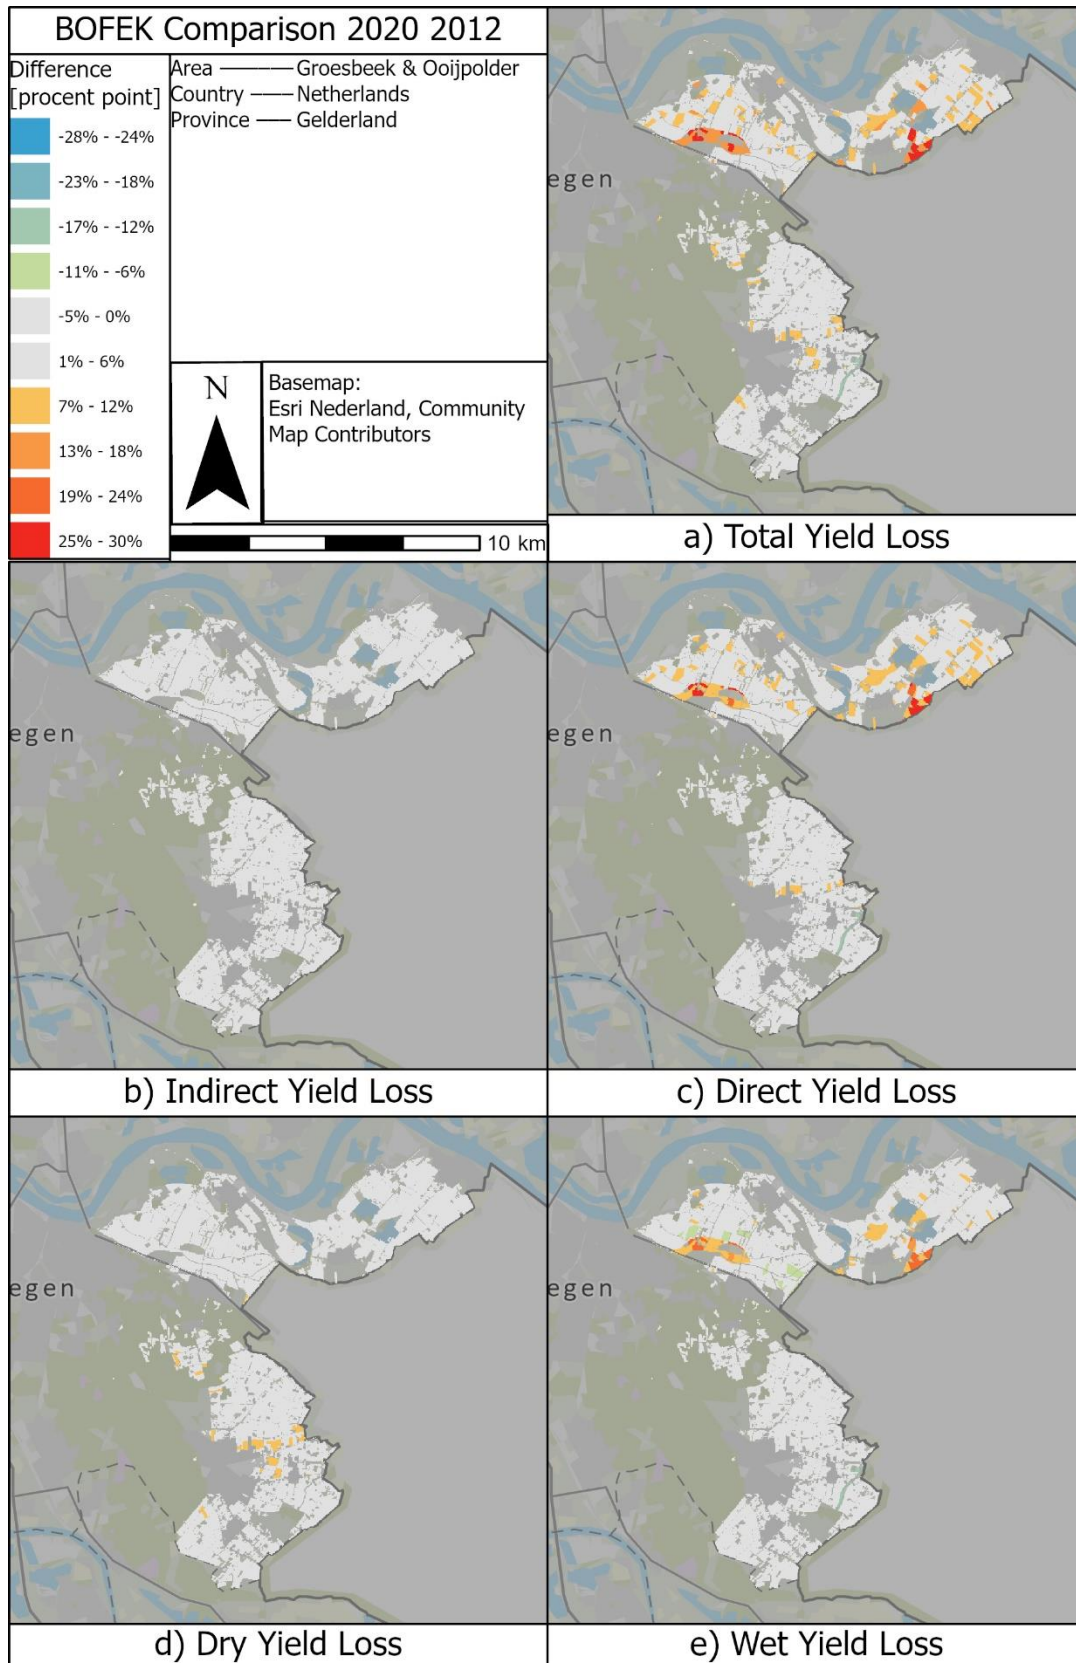 BOFEK Comparison 2020 2012
Difference
[procent point]
-28% - -24%
-23% - -18%
-17% - -12%
-11% - -6%
-5% - 0%
1% - 6%
7% - 12%
13% - 18%
19% - 24%
25% - 30%
Area Groesbeek & Ooijpolder
Country Netherlands
Province Gelderland
N
Basemap:
Esri Nederland, Community
Map Contributors
10 km
egen
a) Total Yield Loss
egen
b) Indirect Yield Loss
egen
c) Direct Yield Loss
egen
d) Dry Yield Loss
egen
e) Wet Yield Loss